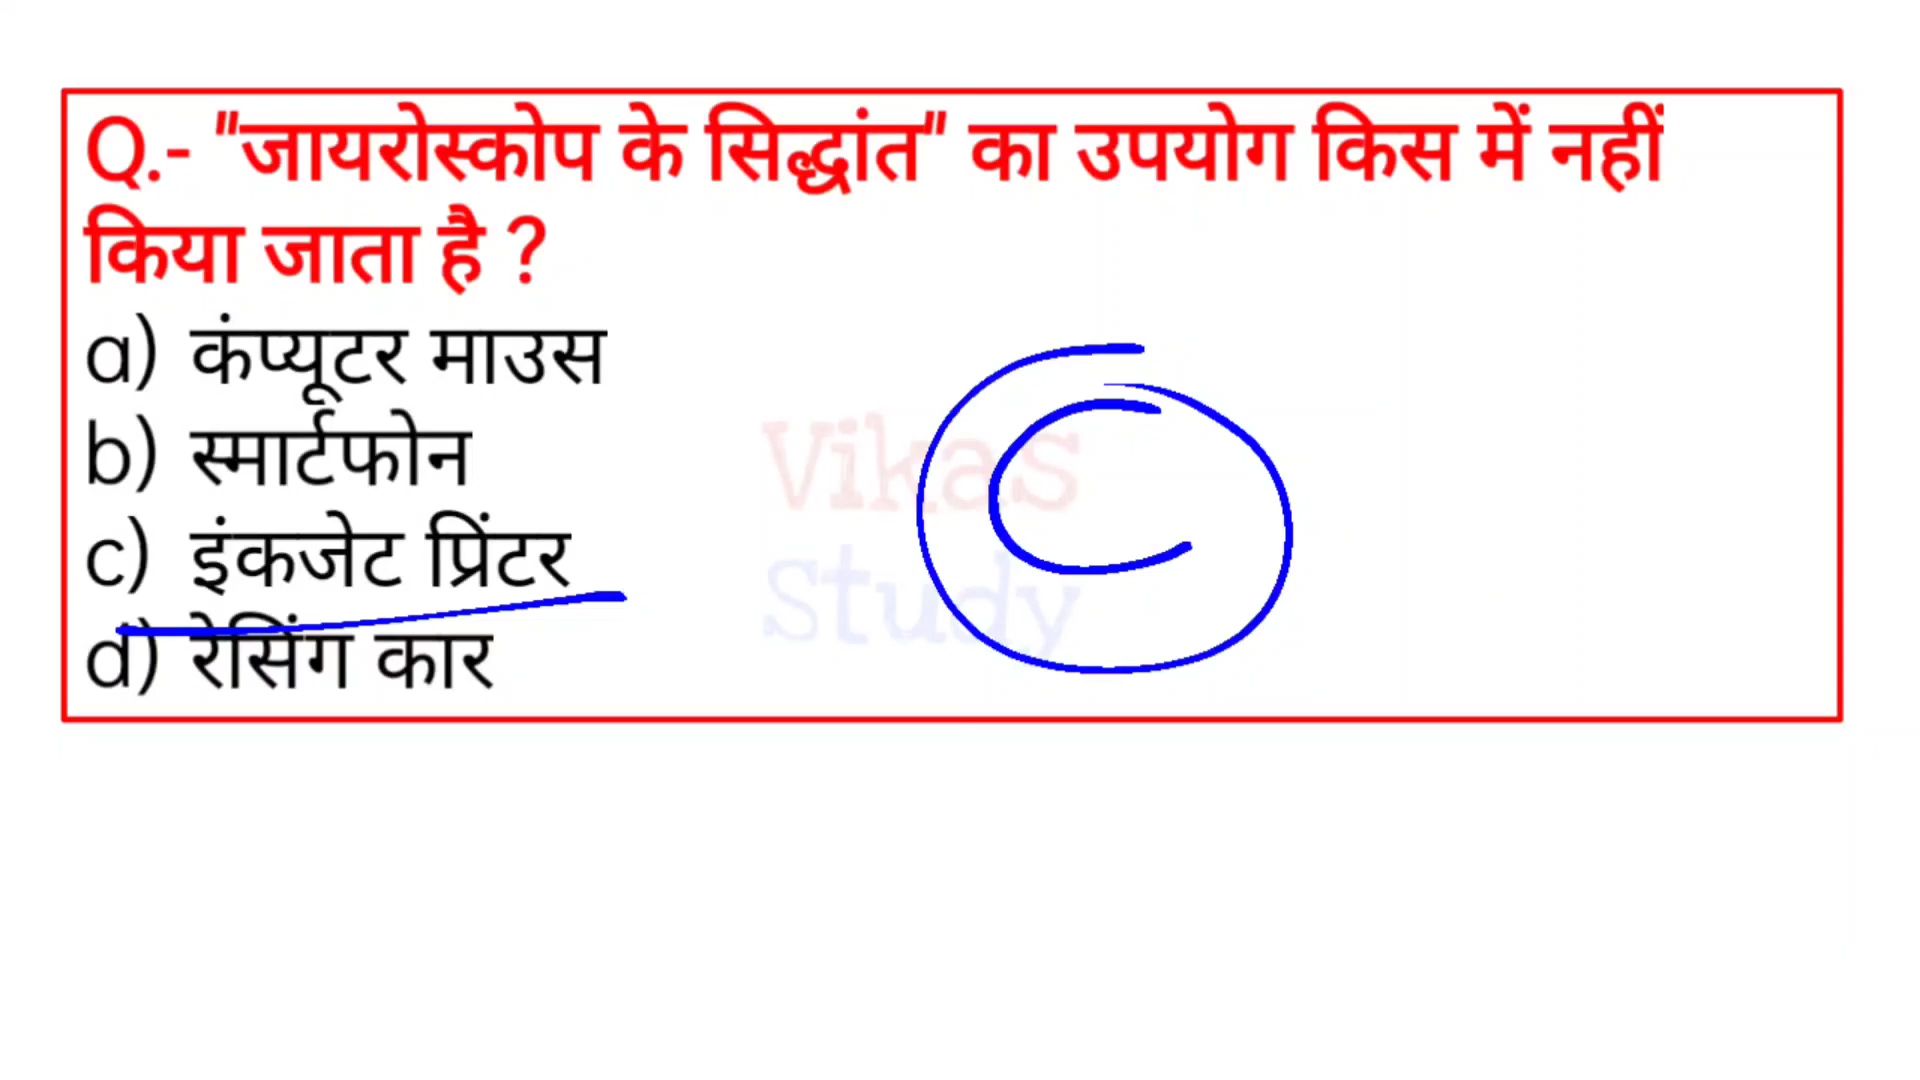 Q.- "जायरोस्कोप के सिद्धांत" का उपयोग किस में नहीं
किया जाता है ?
a) कंप्यूटर माउस
b) स्मार्टफोन
c) इंकजेट प्रिंटर
d) रेसिंग कार
Vikas
Study
C